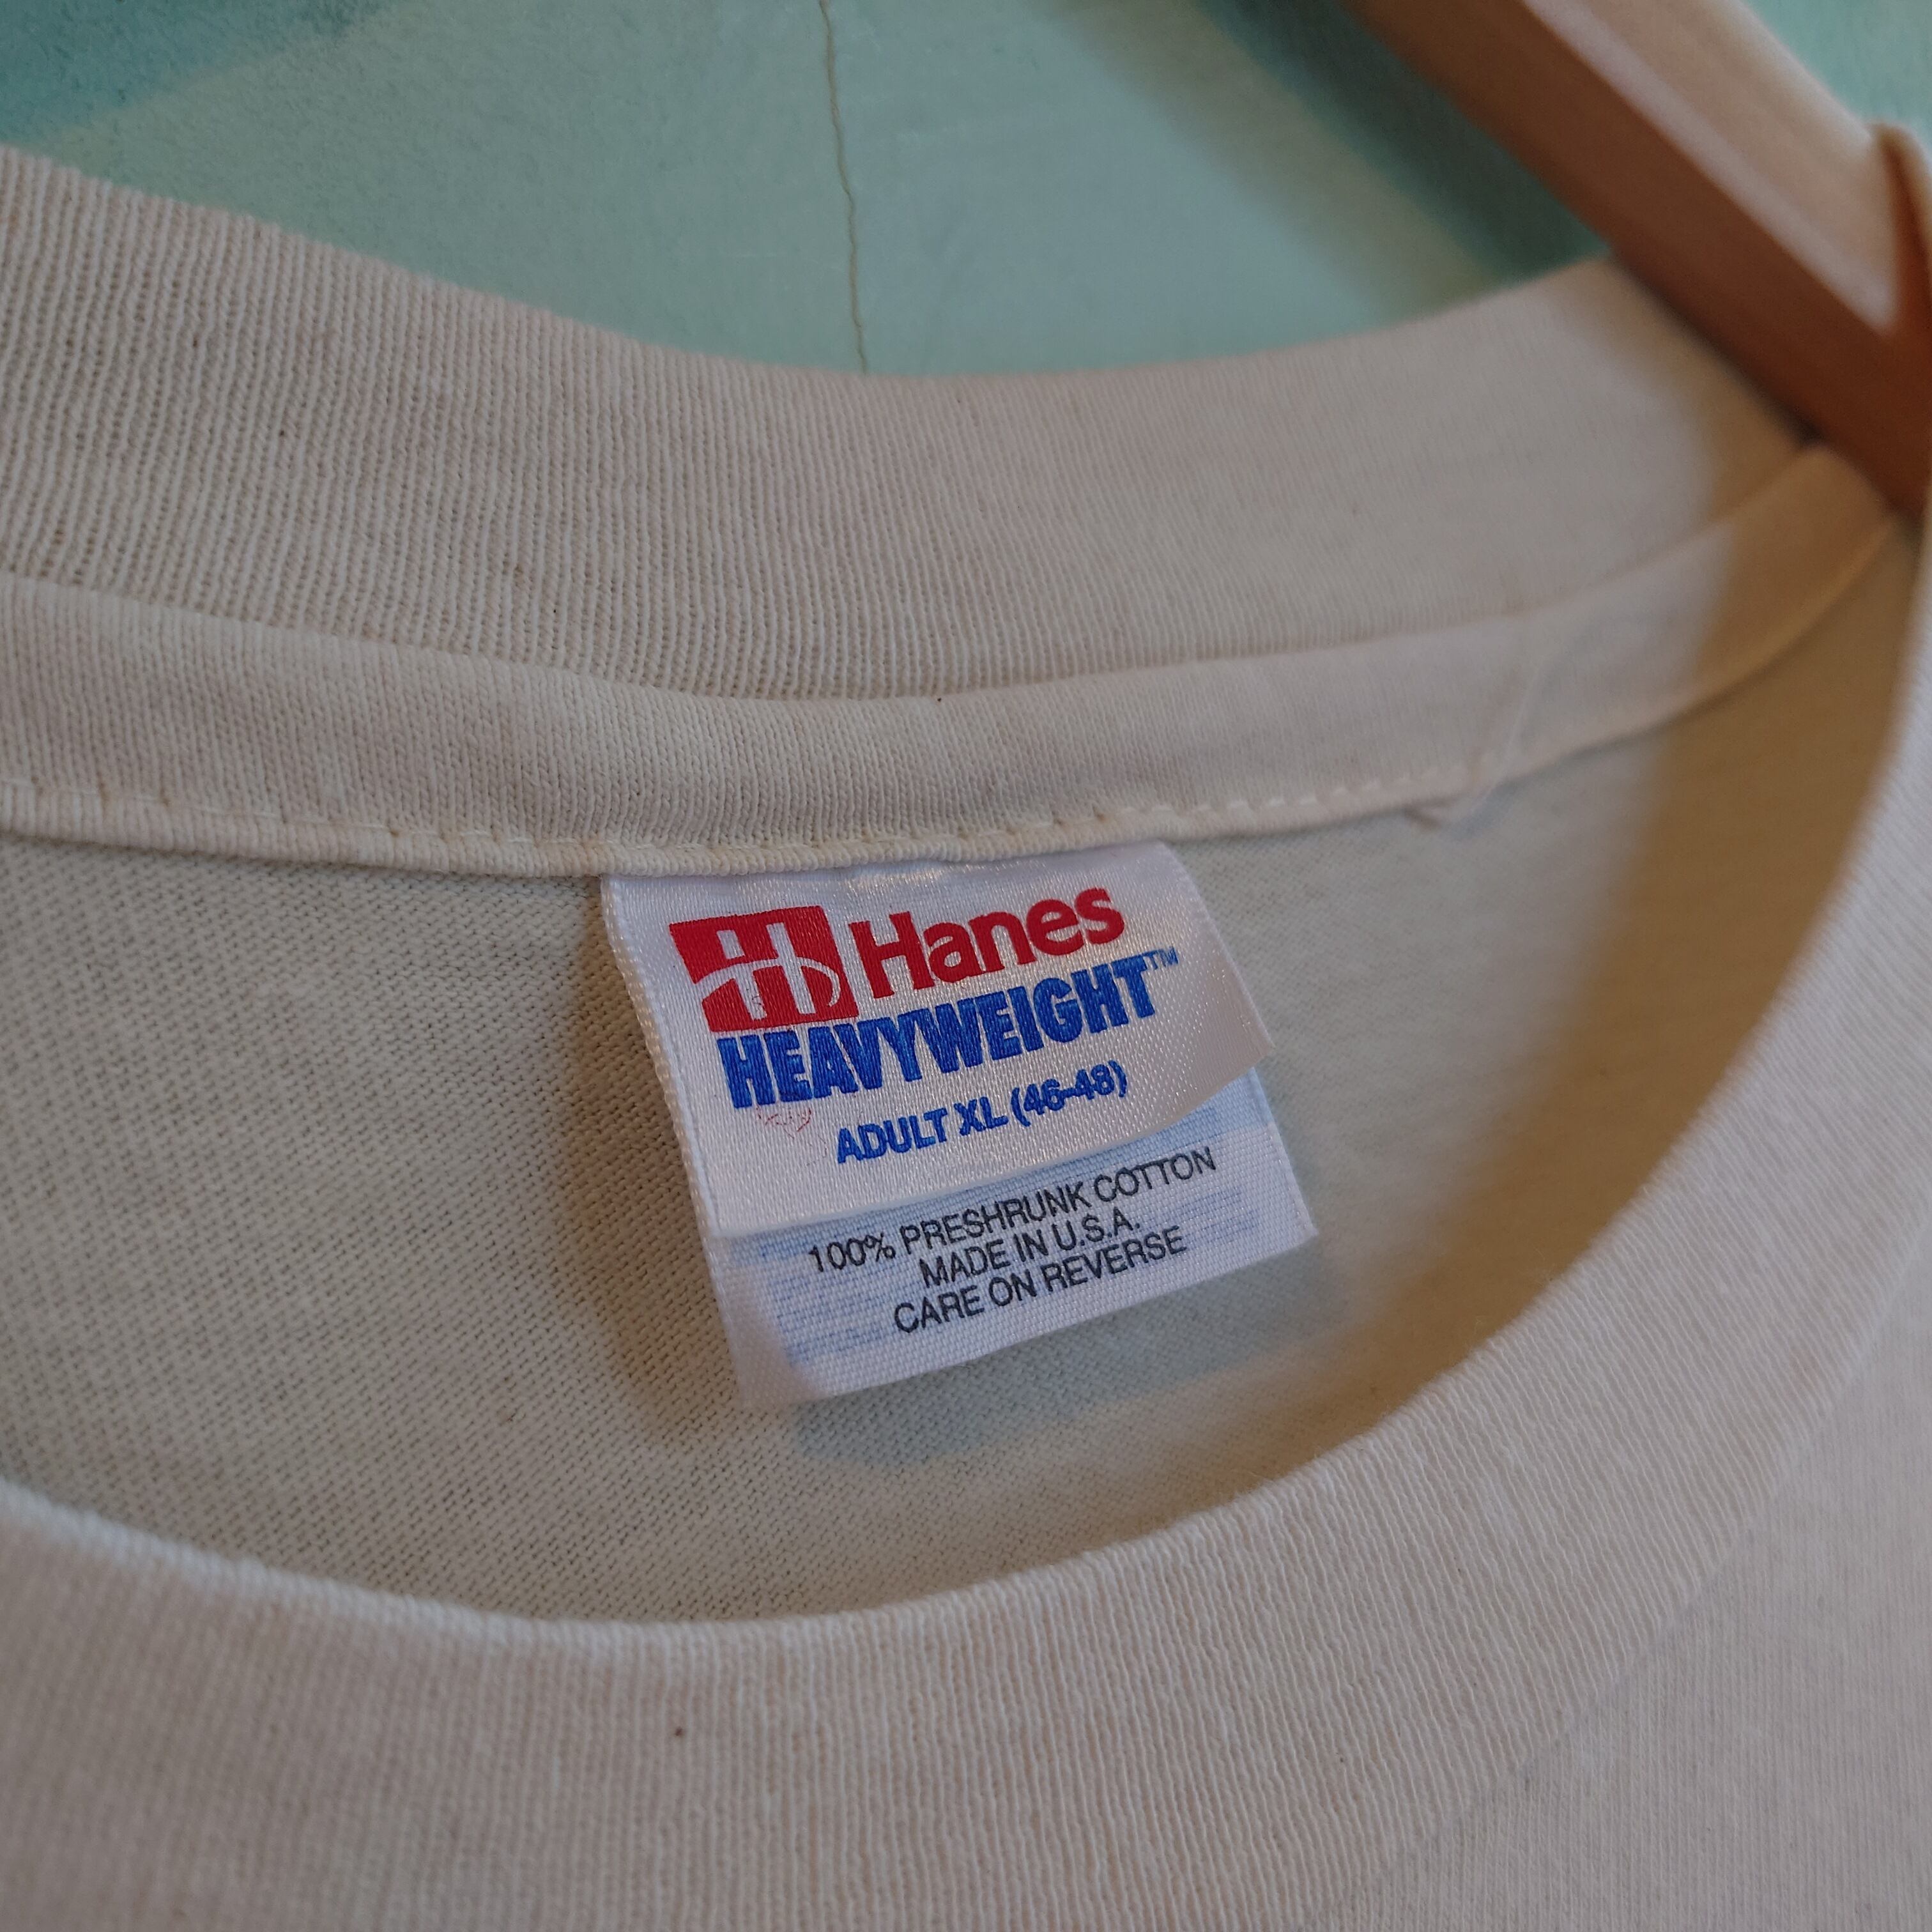 Hanes
HEAVYWEIGHT™
ADULT XL (46-48)
100% PRESHRUNK COTTON
MADE IN U.S.A.
CARE ON REVERSE